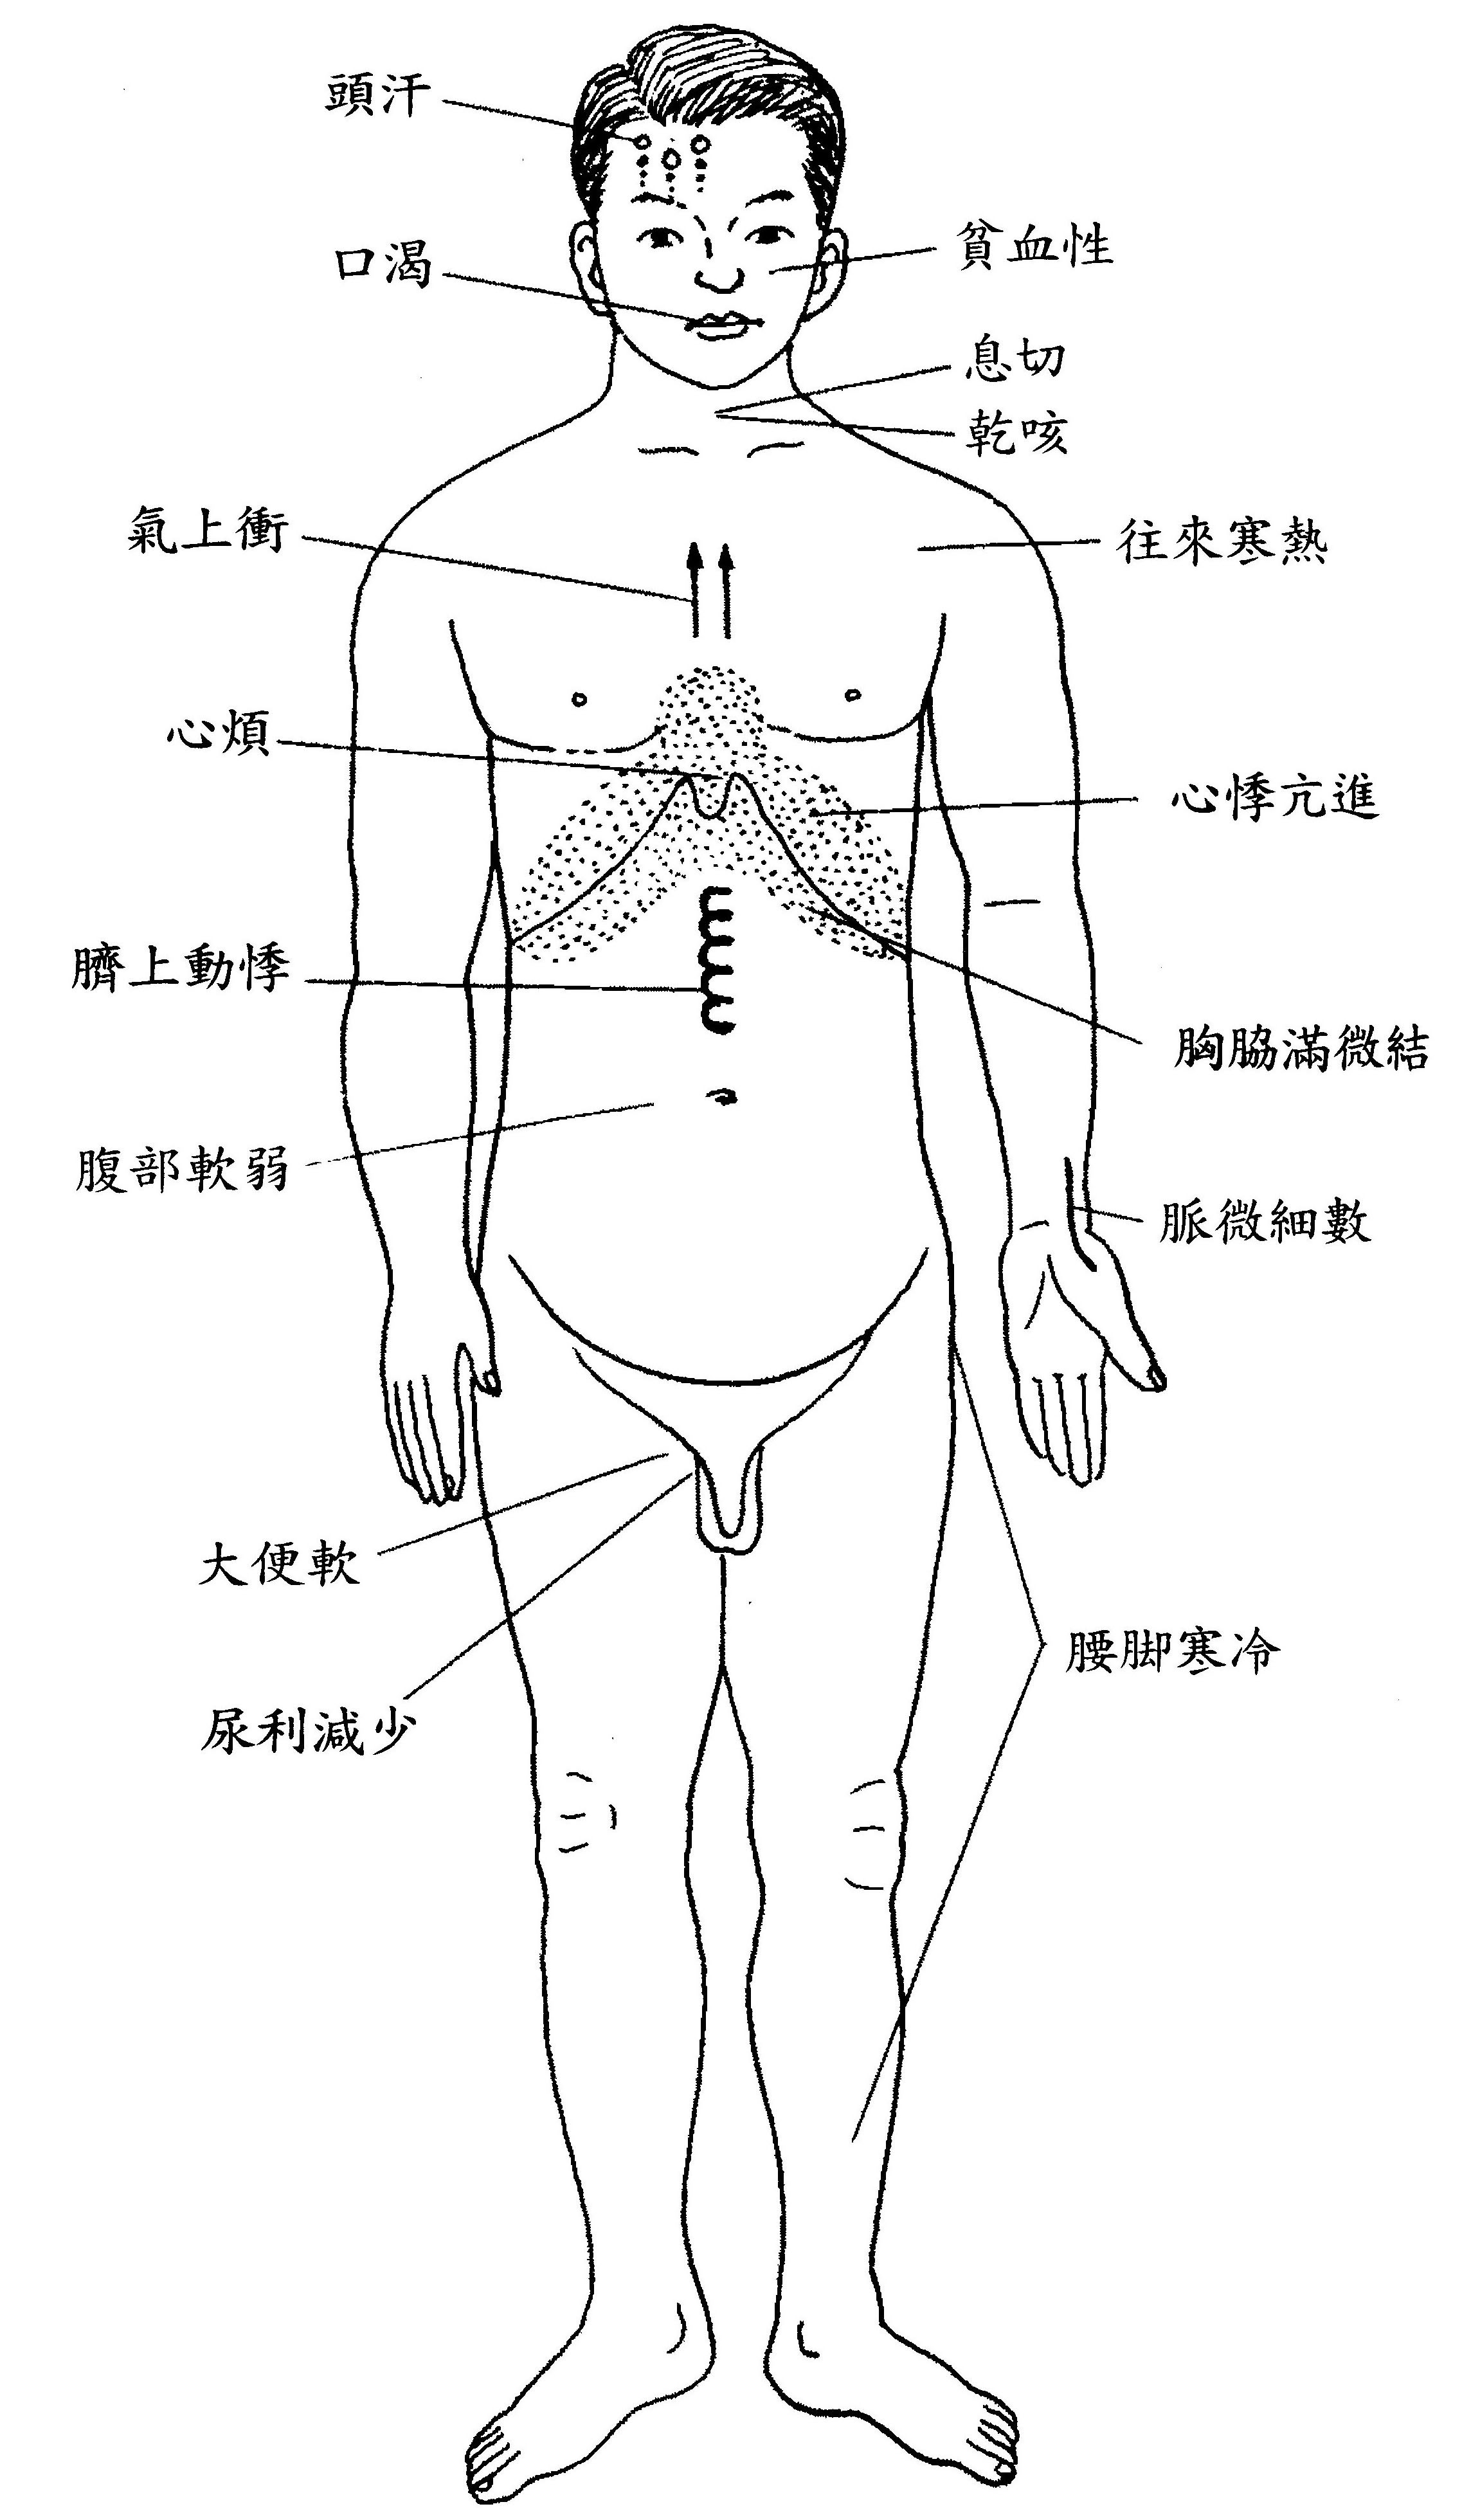 頭汗
口渴
貧血性
息切
乾咳
氣上衝
往來寒熱
心煩
心悸亢進
臍上動悸
胸脇滿微結
腹部軟弱
脈微細數
大便軟
腰脚寒冷
尿利減少